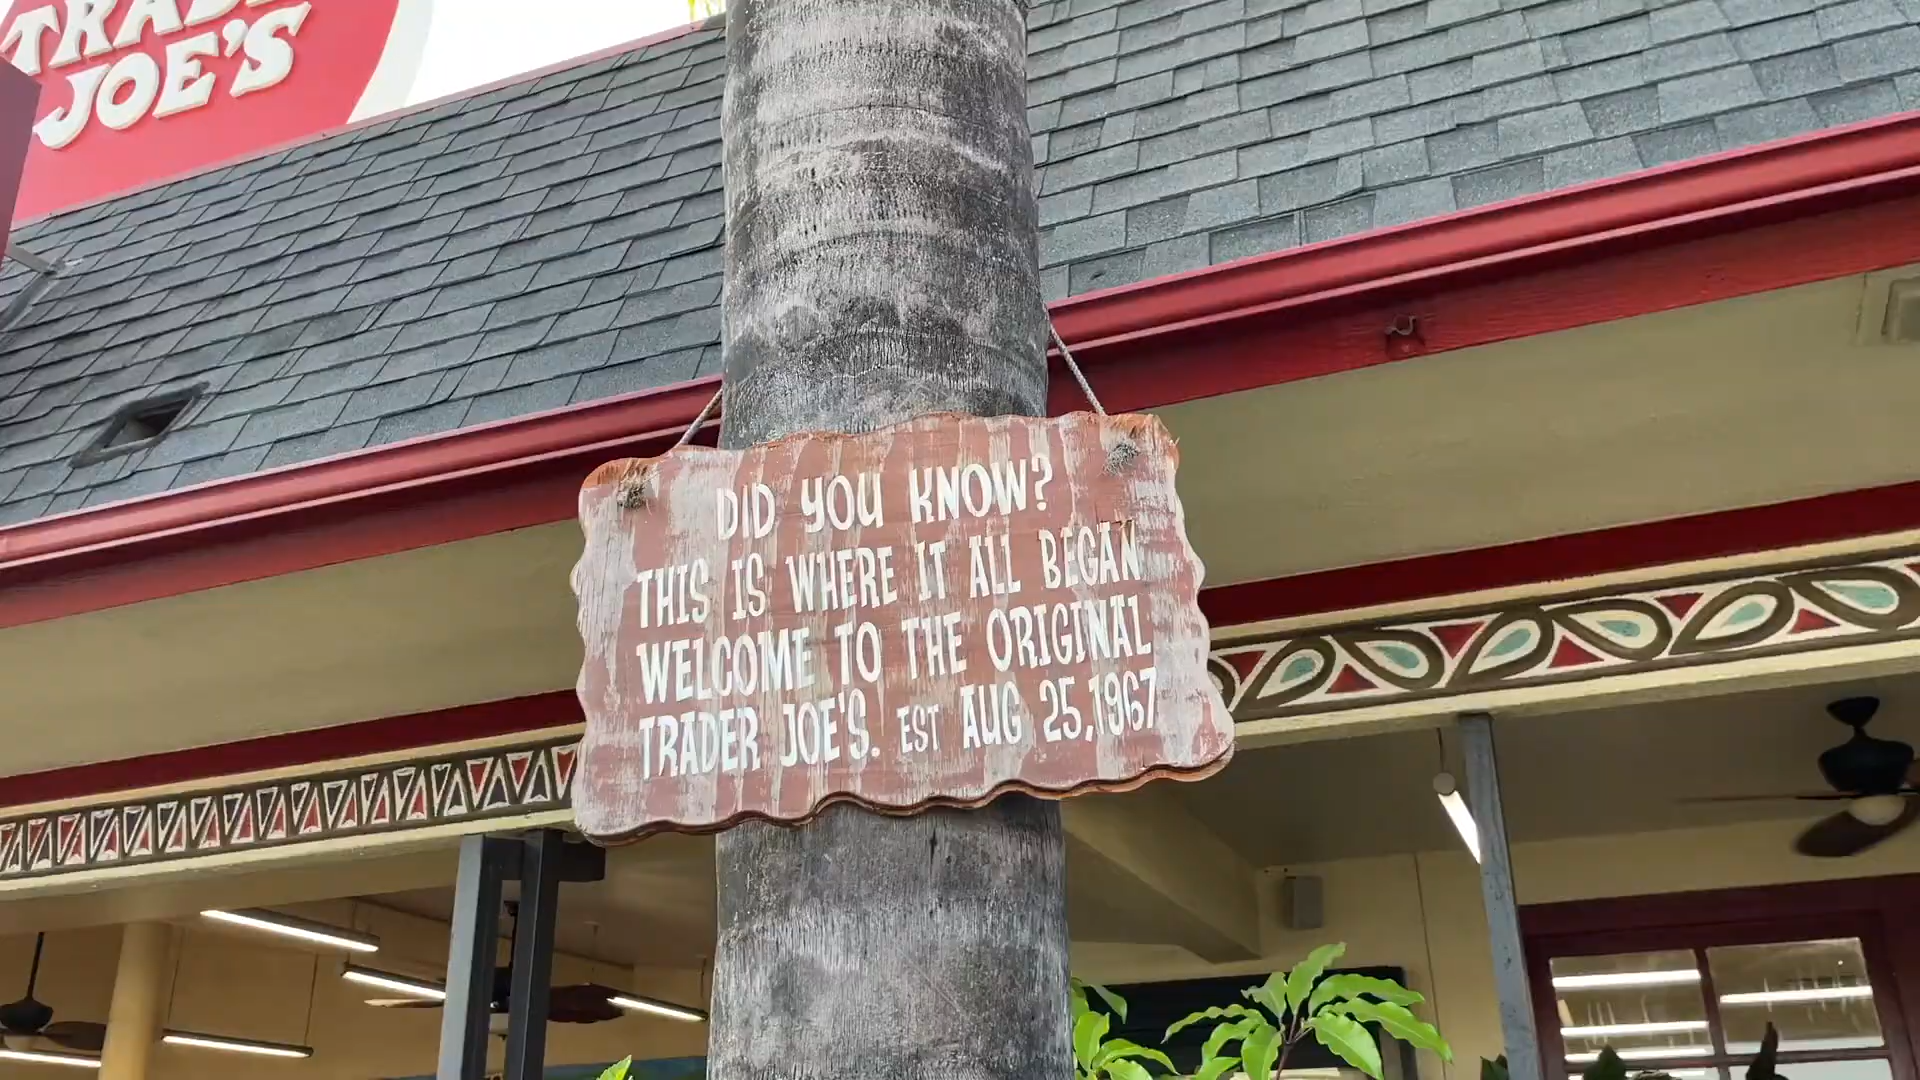 TRADER
JOE'S
DID YOU KNOW?
THIS IS WHERE IT ALL BEGAN
WELCOME TO THE ORIGINAL
TRADER JOE'S. EST AUG 25,1967